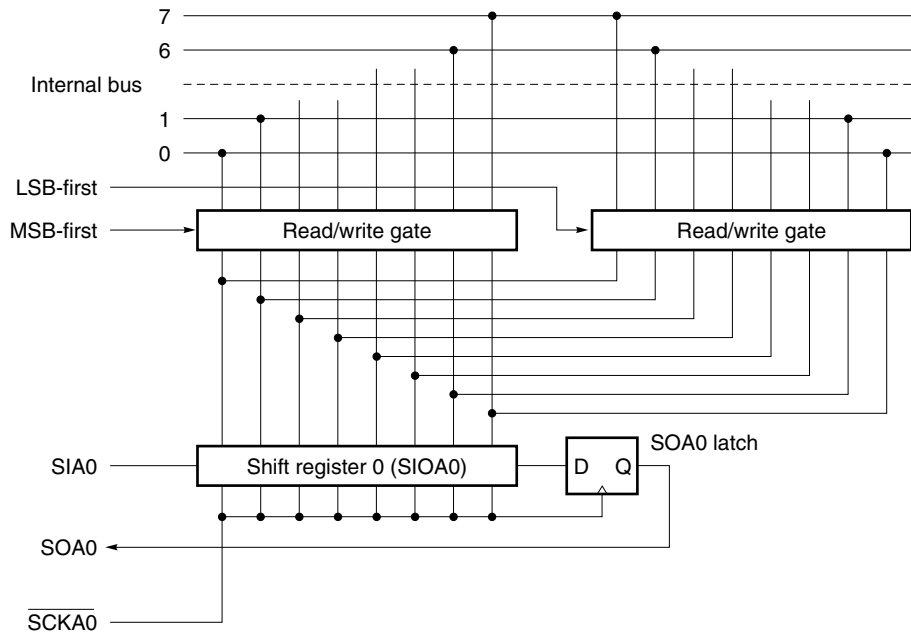 7
6
Internal bus
1
0
LSB-first
MSB-first
Read/write gate
Read/write gate
SOA0 latch
SIA0
Shift register 0 (SIOA0)
D Q
SOA0
SCKA0